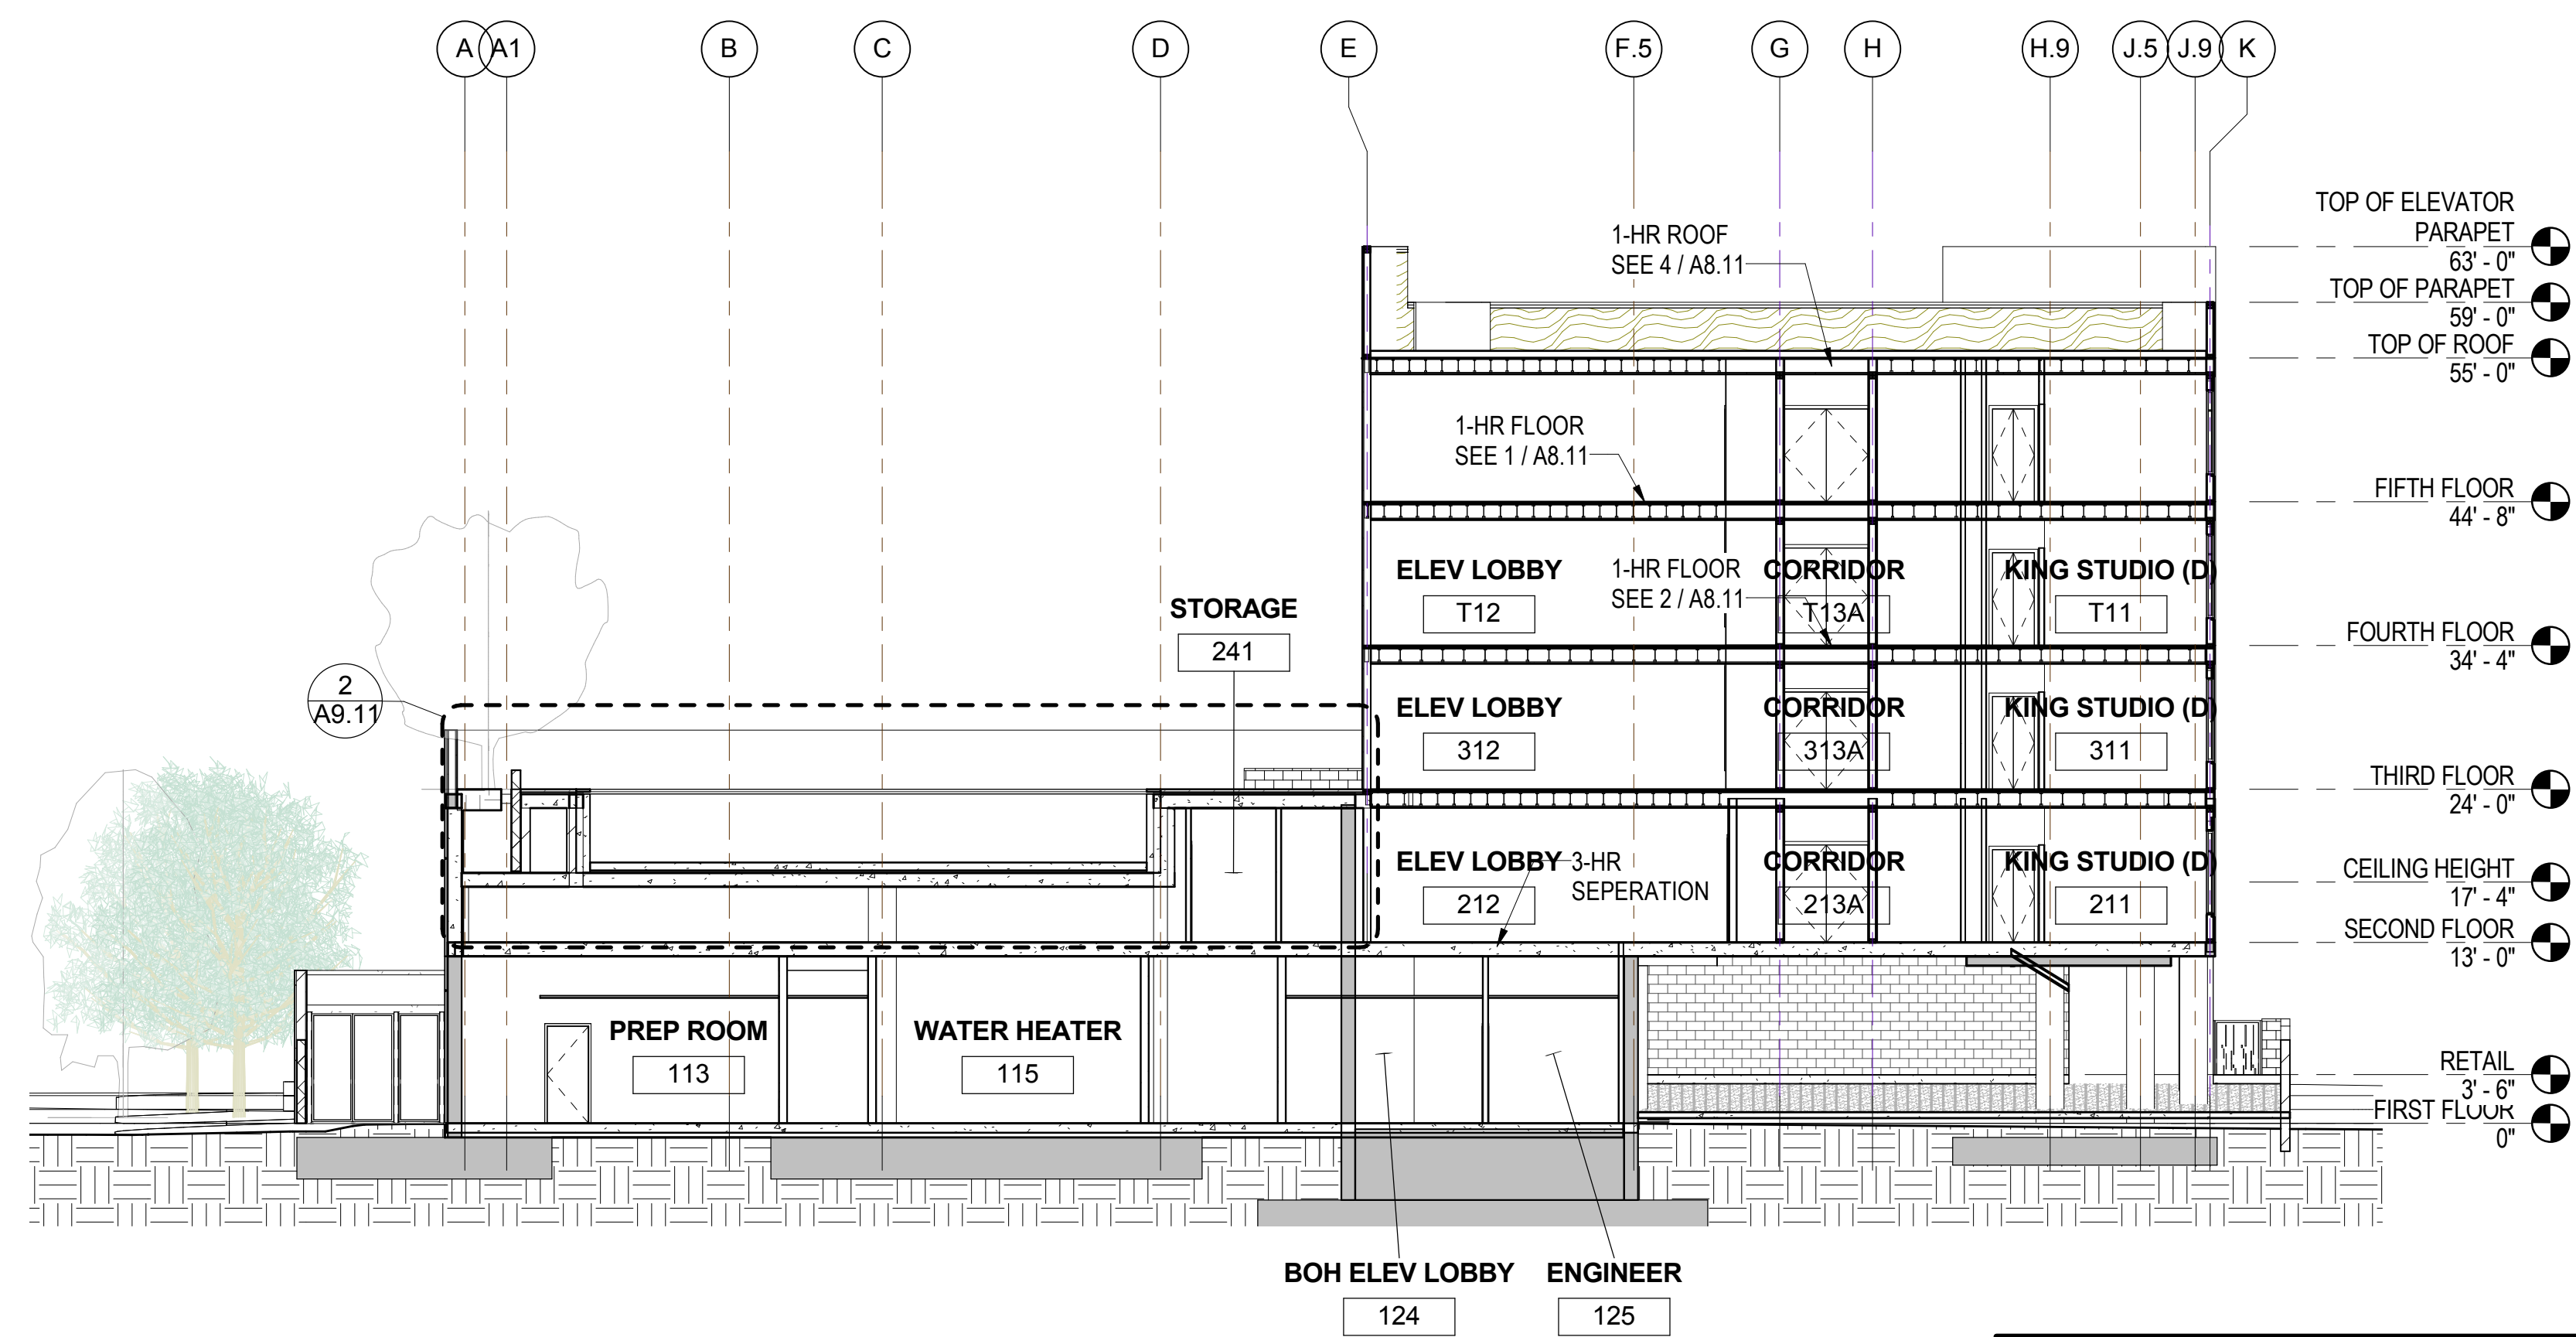 A A1 B C D E F.5 G H H.9 J.5 J.9 K
TOP OF ELEVATOR
PARAPET
63' - 0"
TOP OF PARAPET
59' - 0"
TOP OF ROOF
55' - 0"
1-HR ROOF
SEE 4 / A8.11
1-HR FLOOR
SEE 1 / A8.11
FIFTH FLOOR
44' - 8"
ELEV LOBBY
T12
1-HR FLOOR
SEE 2 / A8.11
CORRIDOR
T13A
KING STUDIO (D)
T11
STORAGE
241
FOURTH FLOOR
34' - 4"
2
A9.11
ELEV LOBBY
312
CORRIDOR
313A
KING STUDIO (D)
311
THIRD FLOOR
24' - 0"
ELEV LOBBY
212
3-HR
SEPERATION
CORRIDOR
213A
KING STUDIO (D)
211
CEILING HEIGHT
17' - 4"
SECOND FLOOR
13' - 0"
PREP ROOM
113
WATER HEATER
115
RETAIL
3' - 6"
FIRST FLOOR
0"
BOH ELEV LOBBY
124
ENGINEER
125